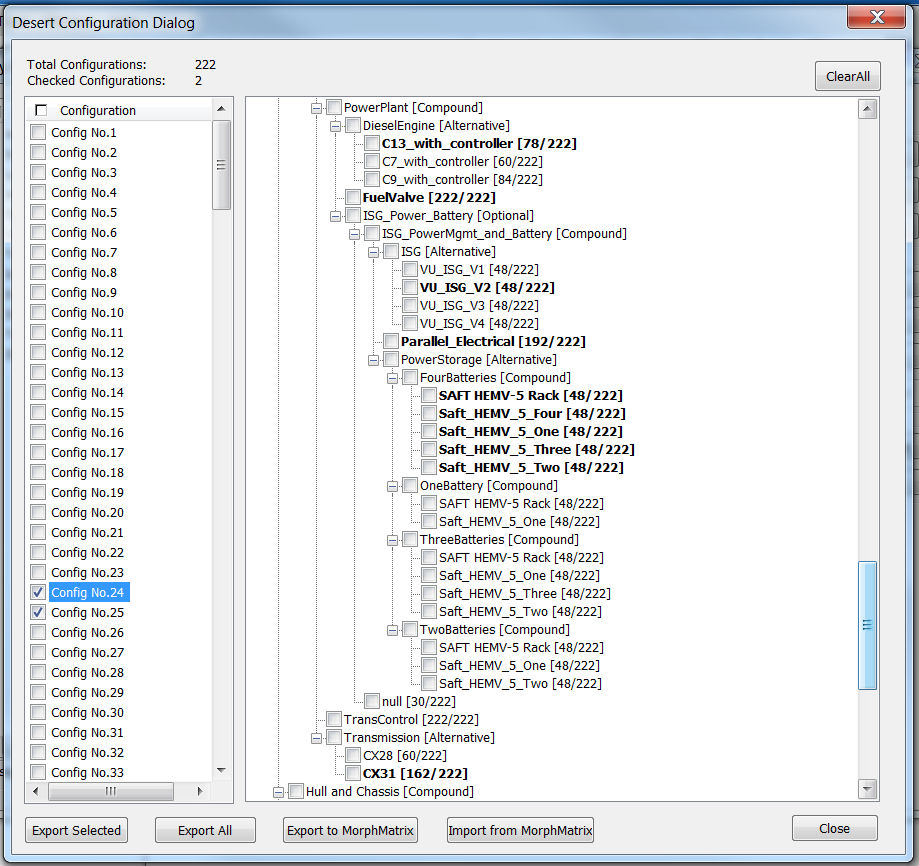 Desert Configuration Dialog
Total Configurations: 222
Checked Configurations: 2
ClearAll
Configuration
Config No.1
Config No.2
Config No.3
Config No.4
Config No.5
Config No.6
Config No.7
Config No.8
Config No.9
Config No.10
Config No.11
Config No.12
Config No.13
Config No.14
Config No.15
Config No.16
Config No.17
Config No.18
Config No.19
Config No.20
Config No.21
Config No.22
Config No.23
Config No.24
Config No.25
Config No.26
Config No.27
Config No.28
Config No.29
Config No.30
Config No.31
Config No.32
Config No.33
PowerPlant [Compound]
DieselEngine [Alternative]
C13_with_controller [78/222]
C7_with_controller [60/222]
C9_with_controller [84/222]
FuelValve [222/222]
ISG_Power_Battery [Optional]
ISG_PowerMgmt_and_Battery [Compound]
ISG [Alternative]
VU_ISG_V1 [48/222]
VU_ISG_V2 [48/222]
VU_ISG_V3 [48/222]
VU_ISG_V4 [48/222]
Parallel_Electrical [192/222]
PowerStorage [Alternative]
FourBatteries [Compound]
SAFT HEMV-5 Rack [48/222]
Saft_HEMV_5_Four [48/222]
Saft_HEMV_5_One [48/222]
Saft_HEMV_5_Three [48/222]
Saft_HEMV_5_Two [48/222]
OneBattery [Compound]
SAFT HEMV-5 Rack [48/222]
Saft_HEMV_5_One [48/222]
ThreeBatteries [Compound]
SAFT HEMV-5 Rack [48/222]
Saft_HEMV_5_One [48/222]
Saft_HEMV_5_Three [48/222]
Saft_HEMV_5_Two [48/222]
TwoBatteries [Compound]
SAFT HEMV-5 Rack [48/222]
Saft_HEMV_5_One [48/222]
Saft_HEMV_5_Two [48/222]
null [30/222]
TransControl [222/222]
Transmission [Alternative]
CX28 [60/222]
CX31 [162/222]
Hull and Chassis [Compound]
Export Selected
Export All
Export to MorphMatrix
Import from MorphMatrix
Close